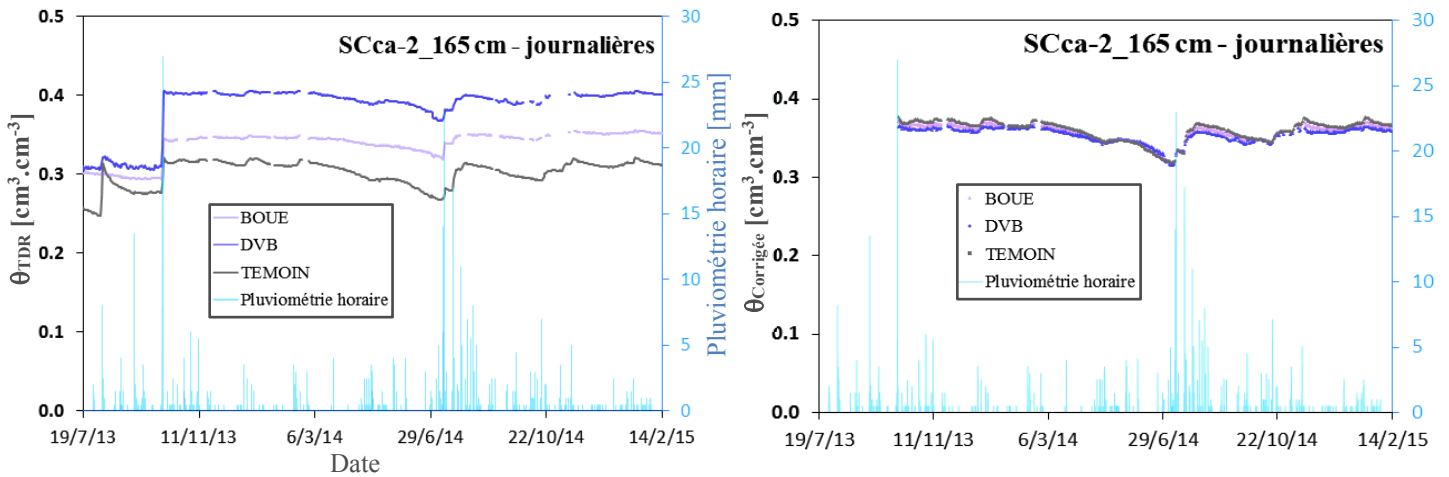 SCca-2_165 cm - journalières
0.5
0.4
0.3
0.2
0.1
0.0
θTDR [cm³.cm⁻³]
30
25
20
15
10
5
0
Pluviométrie horaire [mm]
BOUE
DVB
TEMOIN
Pluviométrie horaire
19/7/13 11/11/13 6/3/14 29/6/14 22/10/14 14/2/15
Date
SCca-2_165 cm - journalières
0.5
0.4
0.3
0.2
0.1
0.0
θCorrigée [cm³.cm⁻³]
30
25
20
15
10
5
0
BOUE
DVB
TEMOIN
Pluviométrie horaire
19/7/13 11/11/13 6/3/14 29/6/14 22/10/14 14/2/15